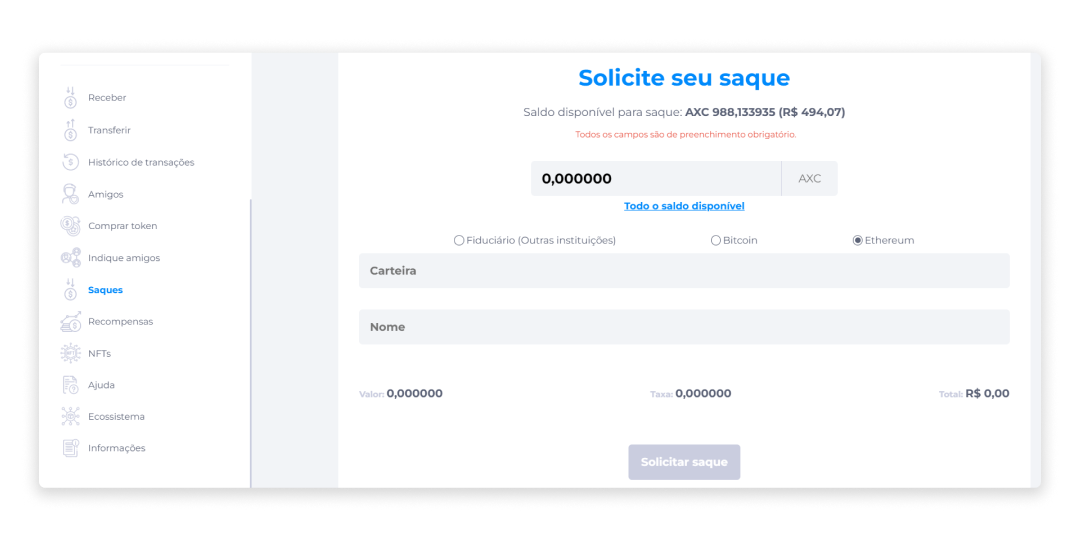 Receber
Transferir
Histórico de transações
Amigos
Comprar token
Indique amigos
Saques
Recompensas
NFTs
Ajuda
Ecossistema
Informações
Solicite seu saque
Saldo disponível para saque: AXC 988,133935 (R$ 494,07)
Todos os campos são de preenchimento obrigatório.
0,000000 AXC
Todo o saldo disponível
Fiduciário (Outras instituições) Bitcoin Ethereum
Carteira
Nome
Valor: 0,000000 Taxa: 0,000000 Total: R$ 0,00
Solicitar saque